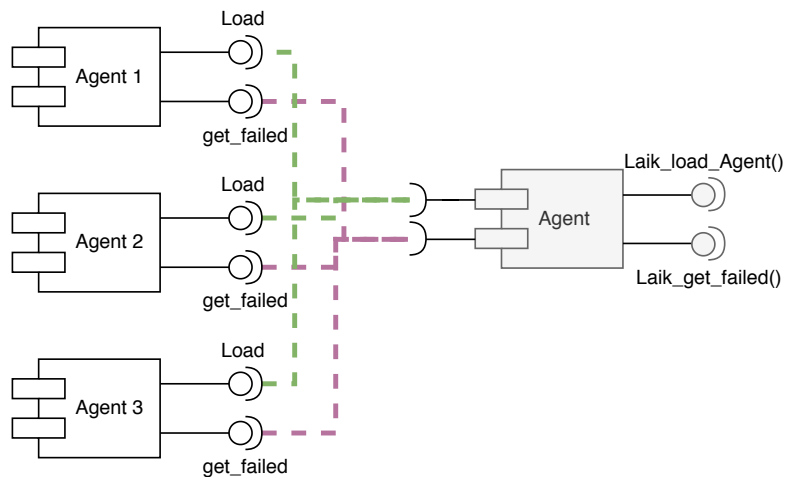 Load
Agent 1
get_failed
Load
Agent 2
get_failed
Load
Agent 3
get_failed
Laik_load_Agent()
Agent
Laik_get_failed()